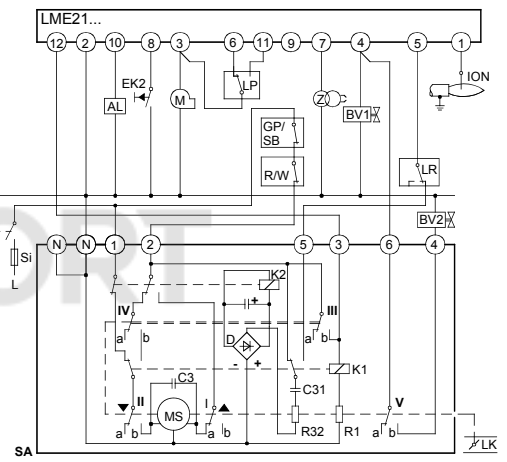 LME21...
12 2 10 8 3 6 11 9 7 4 5 1
EK2
LP
ION
AL
M
Z
BV1
GP/
SB
R/W
LR
BV2
Si
L
N N 1 2 5 3 6 4
K2
IV
III
a b
a b
D
+
- +
K1
C3
C31
II
I
V
MS
a b
a b
R32
R1
a b
SA
LK
ORT